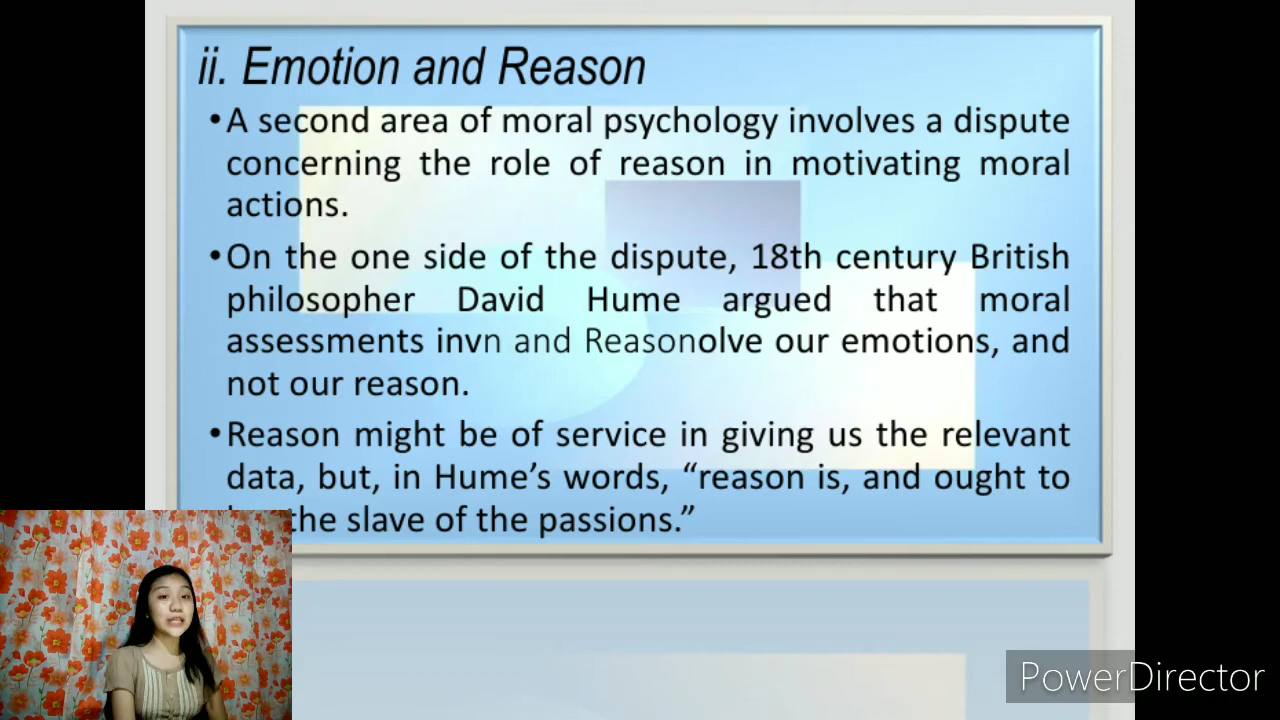 ii. Emotion and Reason
•A second area of moral psychology involves a dispute
concerning the role of reason in motivating moral
actions.
•On the one side of the dispute, 18th century British
philosopher David Hume argued that moral
assessments invn and Reasonolve our emotions, and
not our reason.
•Reason might be of service in giving us the relevant
data, but, in Hume’s words, “reason is, and ought to
the slave of the passions.”
PowerDirector